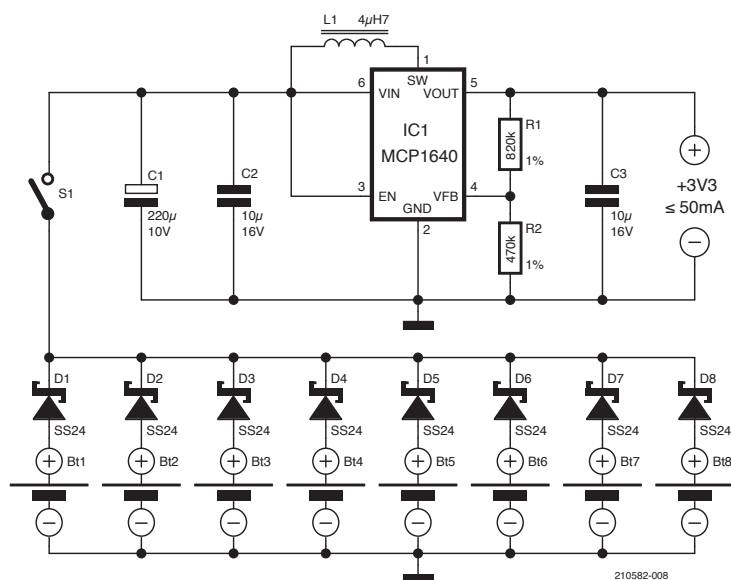 L1 4µH7
1
SW
6 VIN VOUT 5
IC1
MCP1640
R1
820k
1%
C1
220µ
10V
C2
10µ
16V
3 EN VFB 4
GND
2
R2
470k
1%
C3
10µ
16V
+
+3V3
≤ 50mA
−
S1
D1 D2 D3 D4 D5 D6 D7 D8
SS24 SS24 SS24 SS24 SS24 SS24 SS24 SS24
+ Bt1 + Bt2 + Bt3 + Bt4 + Bt5 + Bt6 + Bt7 + Bt8
− − − − − − − −
210582-008